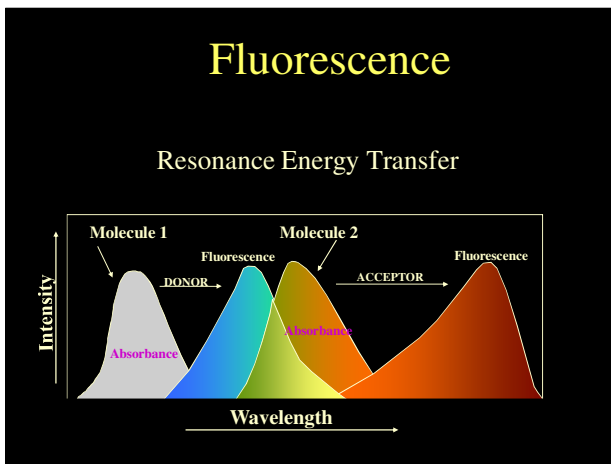 Fluorescence
Resonance Energy Transfer
Molecule 1
Molecule 2
Fluorescence
Fluorescence
DONOR
ACCEPTOR
Intensity
Absorbance
Absorbance
Wavelength